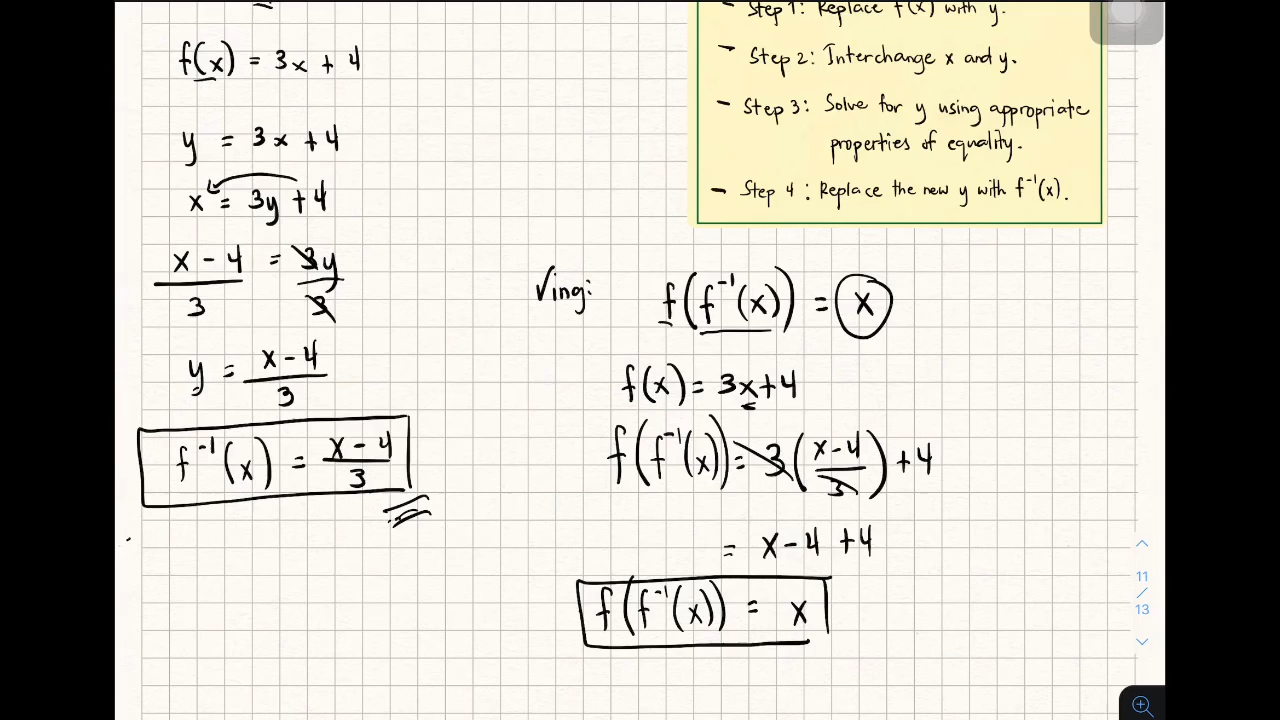 f(x) = 3x + 4
y = 3x + 4
x = 3y + 4
x - 4 / 3 = 3y / 3
y = x - 4 / 3
f⁻¹(x) = x - 4 / 3
- Step 1: Replace f(x) with y.
- Step 2: Interchange x and y.
- Step 3: Solve for y using appropriate
properties of equality.
- Step 4: Replace the new y with f⁻¹(x).
√ing: f(f⁻¹(x)) = x
f(x) = 3x + 4
f(f⁻¹(x)) = 3(x - 4 / 3) + 4
= x - 4 + 4
f(f⁻¹(x)) = x
11
/
13